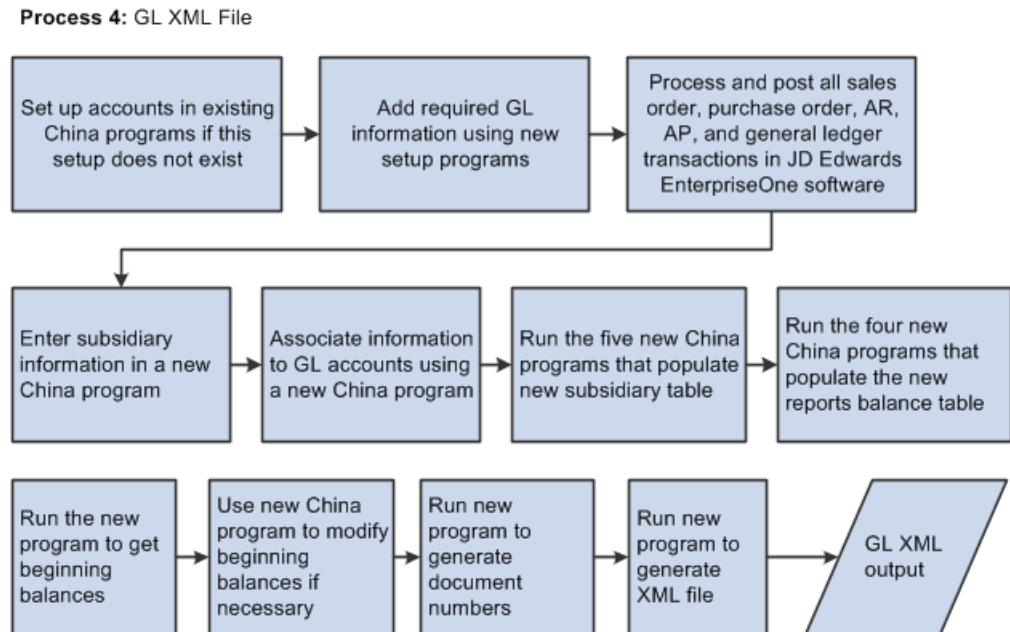 Process 4: GL XML File
Set up accounts in existing
China programs if this
setup does not exist
Add required GL
information using new
setup programs
Process and post all sales
order, purchase order, AR,
AP, and general ledger
transactions in JD Edwards
EnterpriseOne software
Enter subsidiary
information in a new
China program
Associate information
to GL accounts using
a new China program
Run the five new China
programs that populate
new subsidiary table
Run the four new
China programs that
populate the new
reports balance table
Run the new
program to get
beginning
balances
Use new China
program to modify
beginning
balances if
necessary
Run new
program to
generate
document
numbers
Run new
program to
generate
XML file
GL XML
output